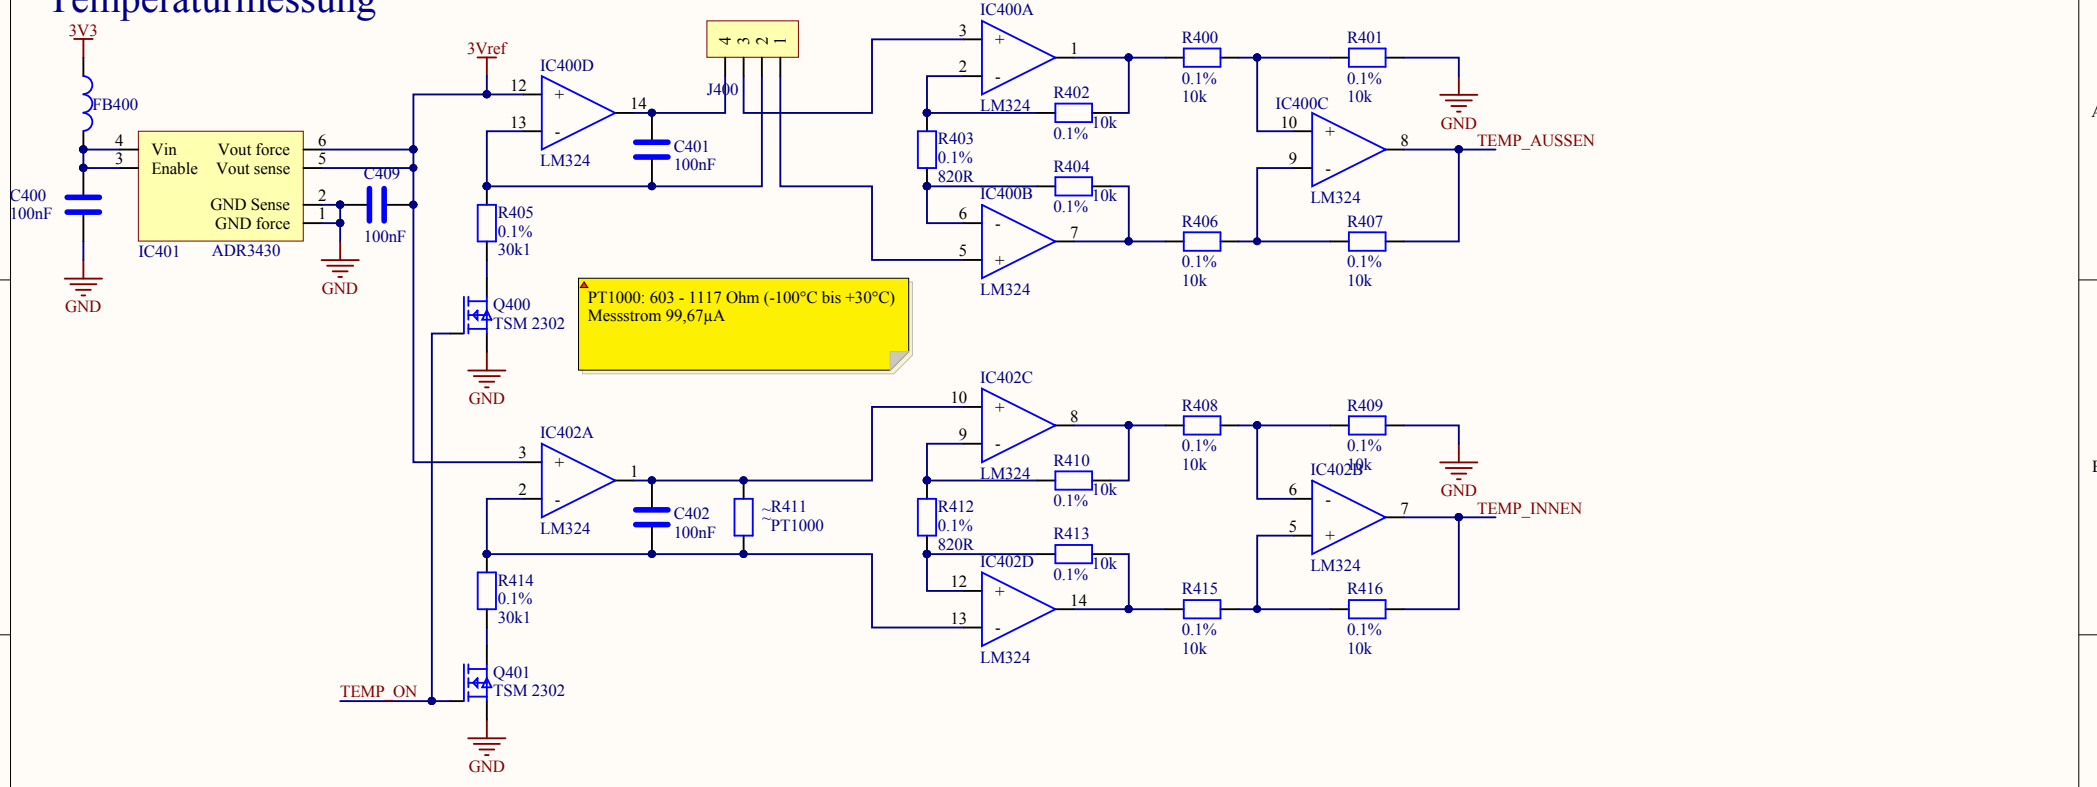 Temperaturmessung
3V3
FB400
4
3
Vin
Enable
Vout force
Vout sense
GND Sense
GND force
6
5
2
1
IC401
ADR3430
C400
100nF
GND
C409
100nF
GND
3Vref
IC400D
12
+
13
-
14
LM324
C401
100nF
4
3
2
1
J400
R405
0.1%
30k1
Q400
TSM 2302
GND
PT1000: 603 - 1117 Ohm (-100°C bis +30°C)
Messstrom 99,67µA
IC400A
3
+
2
-
1
LM324
R402
0.1%
10k
R403
0.1%
820R
R404
0.1%
10k
IC400B
6
-
5
+
7
LM324
R400
0.1%
10k
R401
0.1%
10k
GND
IC400C
10
+
9
-
8
LM324
TEMP_AUSSEN
R406
0.1%
10k
R407
0.1%
10k
IC402A
3
+
2
-
1
LM324
C402
100nF
~R411
~PT1000
R414
0.1%
30k1
Q401
TSM 2302
TEMP_ON
GND
IC402C
10
+
9
-
8
LM324
R410
0.1%
10k
R412
0.1%
820R
R413
0.1%
10k
IC402D
12
+
13
-
14
LM324
R408
0.1%
10k
R409
0.1%
10k
GND
IC402B
6
-
5
+
7
LM324
TEMP_INNEN
R415
0.1%
10k
R416
0.1%
10k